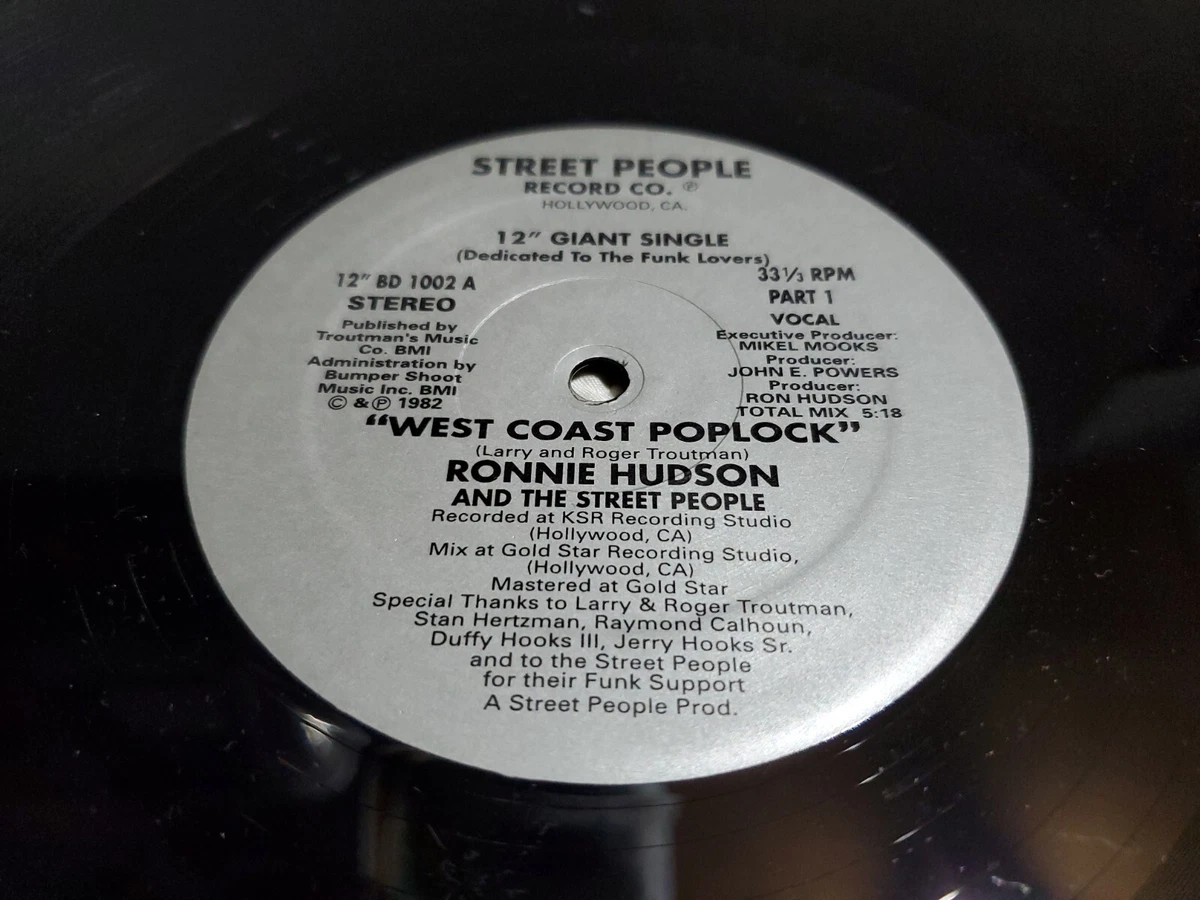 STREET PEOPLE
RECORD CO. ℗
HOLLYWOOD, CA.
12" GIANT SINGLE
(Dedicated To The Funk Lovers)
12" BD 1002 A
STEREO
Published by
Troutman's Music
Co. BMI
Administration by
Bumper Shoot
Music Inc. BMI
© & ℗ 1982
33⅓ RPM
PART 1
VOCAL
Executive Producer:
MIKEL MOOKS
Producer:
JOHN E. POWERS
Producer:
RON HUDSON
TOTAL MIX 5:18
“WEST COAST POPLOCK”
(Larry and Roger Troutman)
RONNIE HUDSON
AND THE STREET PEOPLE
Recorded at KSR Recording Studio
(Hollywood, CA)
Mix at Gold Star Recording Studio,
(Hollywood, CA)
Mastered at Gold Star
Special Thanks to Larry & Roger Troutman,
Stan Hertzman, Raymond Calhoun,
Duffy Hooks III, Jerry Hooks Sr.
and to the Street People
for their Funk Support
A Street People Prod.